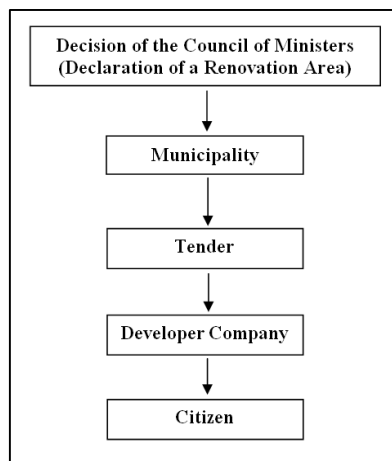 Decision of the Council of Ministers
(Declaration of a Renovation Area)
Municipality
Tender
Developer Company
Citizen